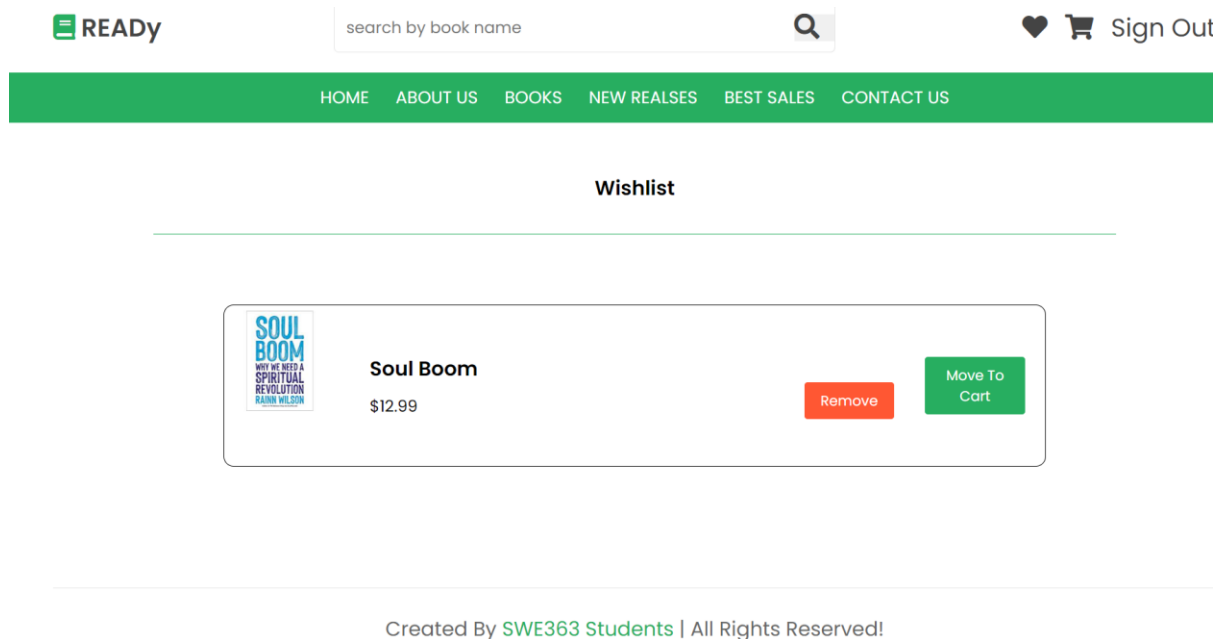 READy
search by book name
Sign Out
HOME ABOUT US BOOKS NEW REALSES BEST SALES CONTACT US
Wishlist
SOUL
BOOM
WHY WE NEED A
SPIRITUAL
REVOLUTION
RAINN WILSON
Soul Boom
$12.99
Remove
Move To
Cart
Created By SWE363 Students | All Rights Reserved!